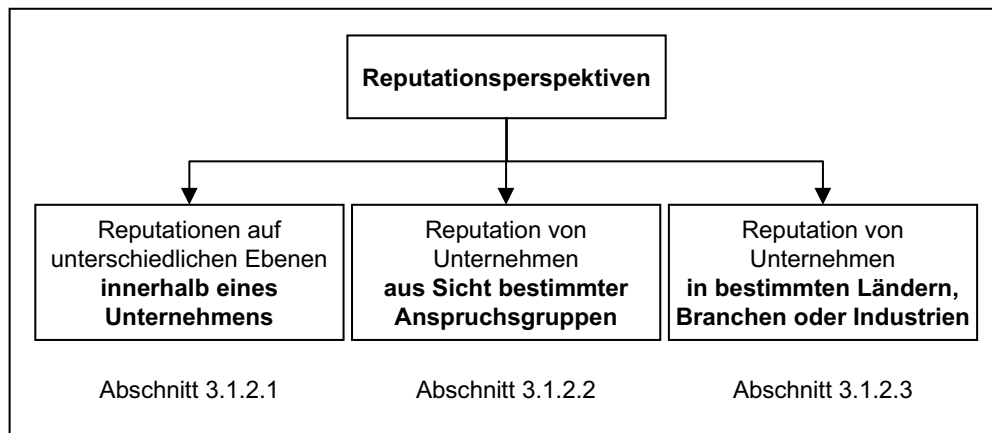 Reputationsperspektiven
Reputationen auf
unterschiedlichen Ebenen
innerhalb eines
Unternehmens
Reputation von
Unternehmen
aus Sicht bestimmter
Anspruchsgruppen
Reputation von
Unternehmen
in bestimmten Ländern,
Branchen oder Industrien
Abschnitt 3.1.2.1
Abschnitt 3.1.2.2
Abschnitt 3.1.2.3